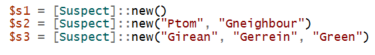 $s1 = [Suspect]::new()
$s2 = [Suspect]::new("Ptom", "Gneighbour")
$s3 = [Suspect]::new("Girean", "Gerrein", "Green")